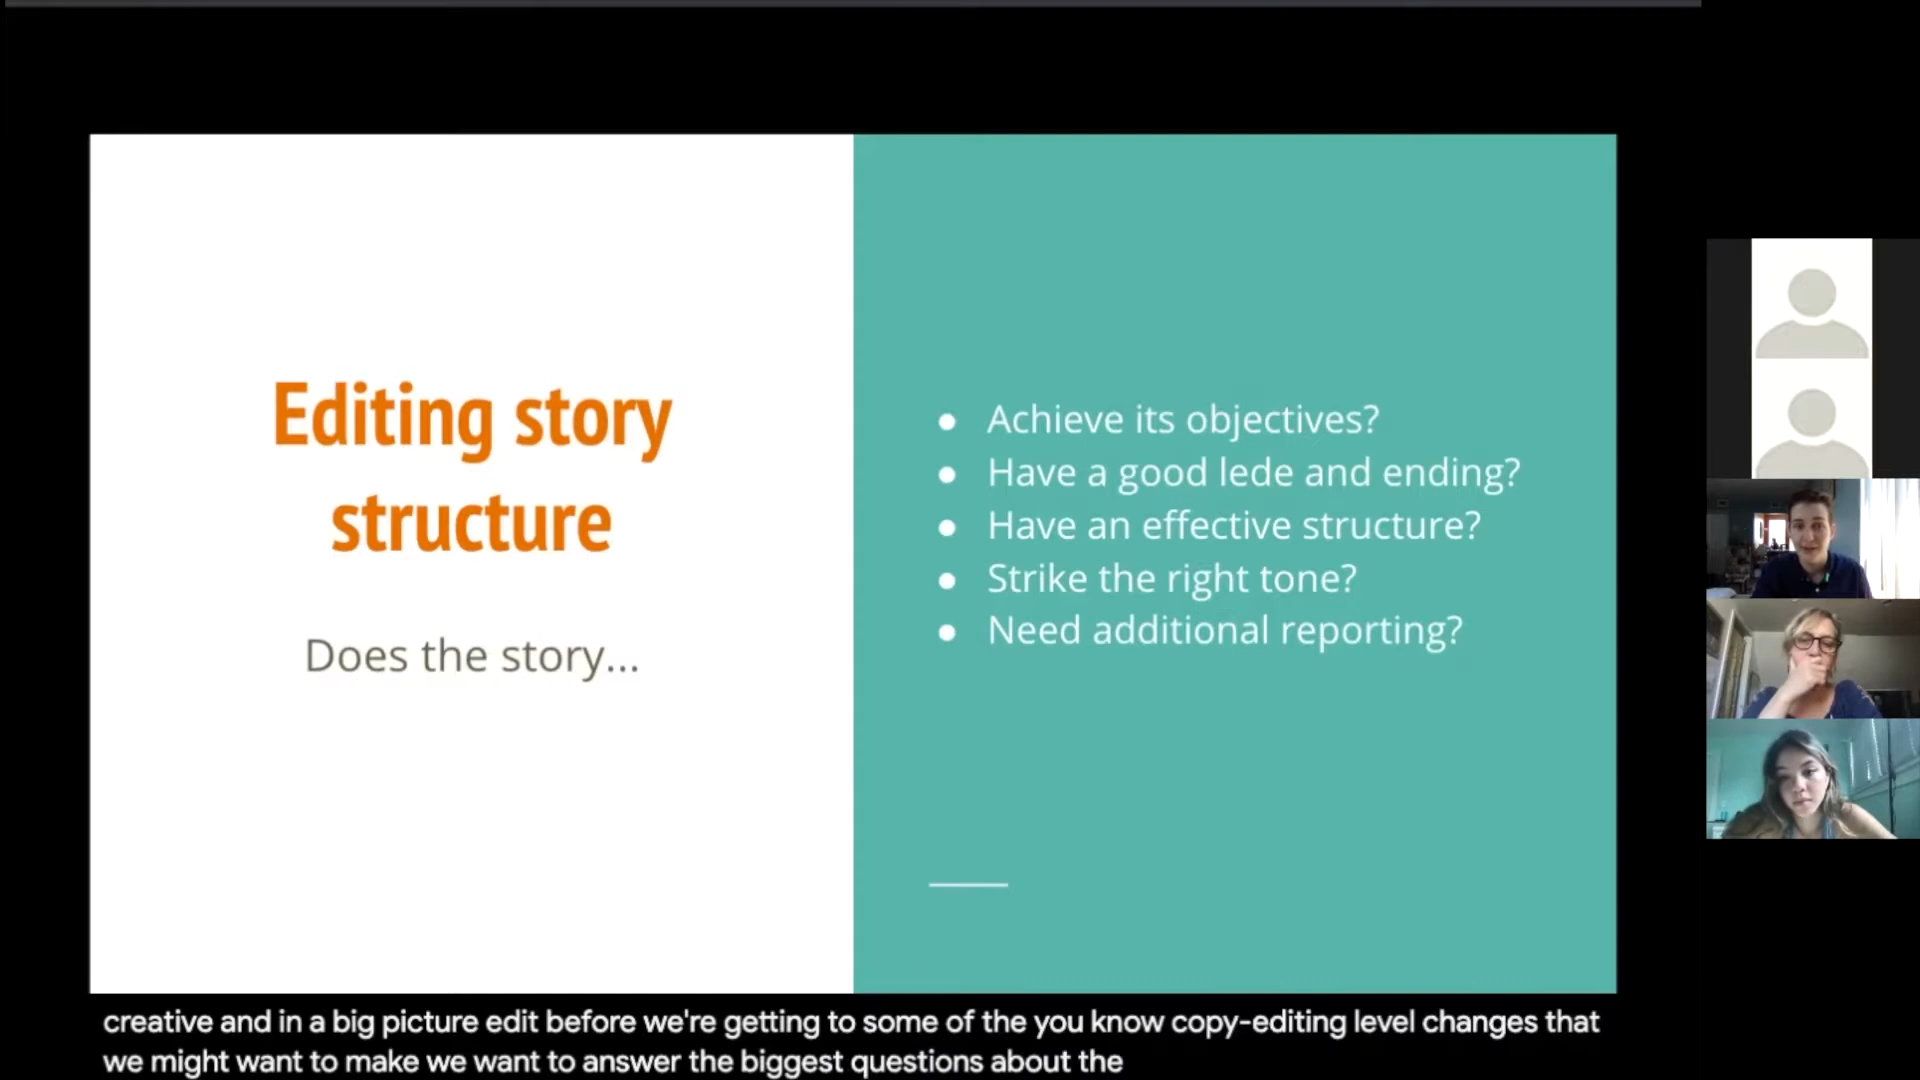 Editing story
structure
Does the story...
Achieve its objectives?
Have a good lede and ending?
Have an effective structure?
Strike the right tone?
Need additional reporting?
creative and in a big picture edit before we're getting to some of the you know copy-editing level changes that
we might want to make we want to answer the biggest questions about the